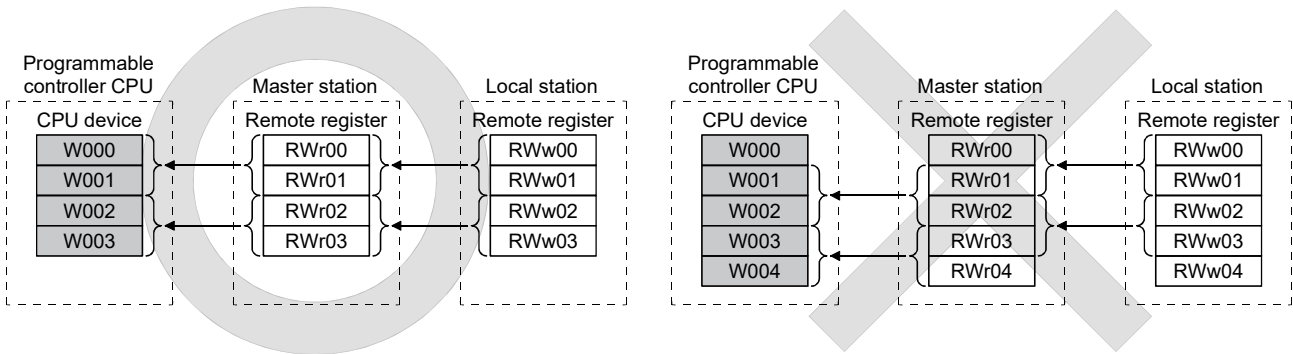 Programmable
controller CPU
Master station
Local station
CPU device
Remote register
Remote register
W000
RWr00
RWw00
W001
RWr01
RWw01
W002
RWr02
RWw02
W003
RWr03
RWw03
Programmable
controller CPU
Master station
Local station
CPU device
Remote register
Remote register
W000
RWr00
RWw00
W001
RWr01
RWw01
W002
RWr02
RWw02
W003
RWr03
RWw03
W004
RWr04
RWw04